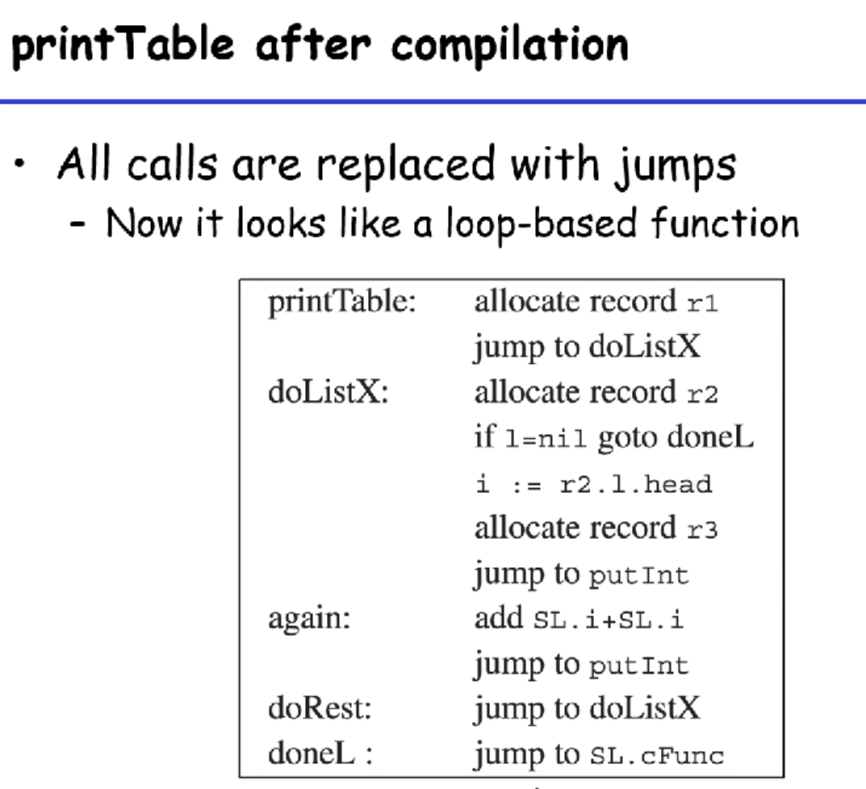 printTable after compilation
• All calls are replaced with jumps
- Now it looks like a loop-based function
printTable: allocate record r1
jump to doListX
doListX: allocate record r2
if l=nil goto doneL
i := r2.l.head
allocate record r3
jump to putInt
again: add SL.i+SL.i
jump to putInt
doRest: jump to doListX
doneL : jump to SL.cFunc